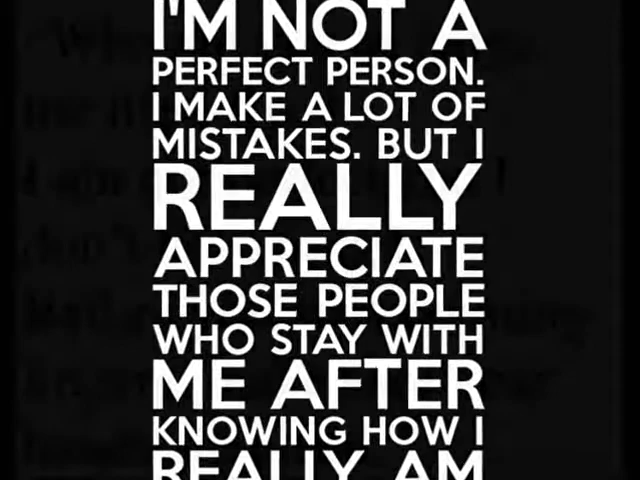 I'M NOT A
PERFECT PERSON.
I MAKE A LOT OF
MISTAKES. BUT I
REALLY
APPRECIATE
THOSE PEOPLE
WHO STAY WITH
ME AFTER
KNOWING HOW I
REALLY AM